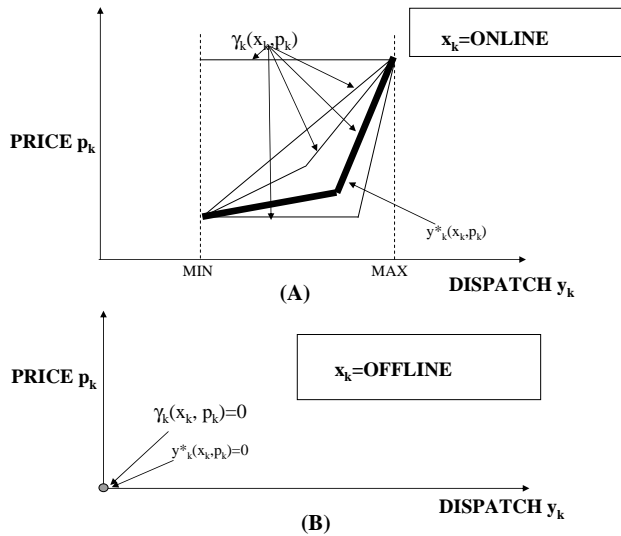 γk(xk,pk)
xk=ONLINE
PRICE pk
y*k(xk,pk)
MIN
MAX
(A)
DISPATCH yk
PRICE pk
xk=OFFLINE
γk(xk, pk)=0
y*k(xk,pk)=0
DISPATCH yk
(B)